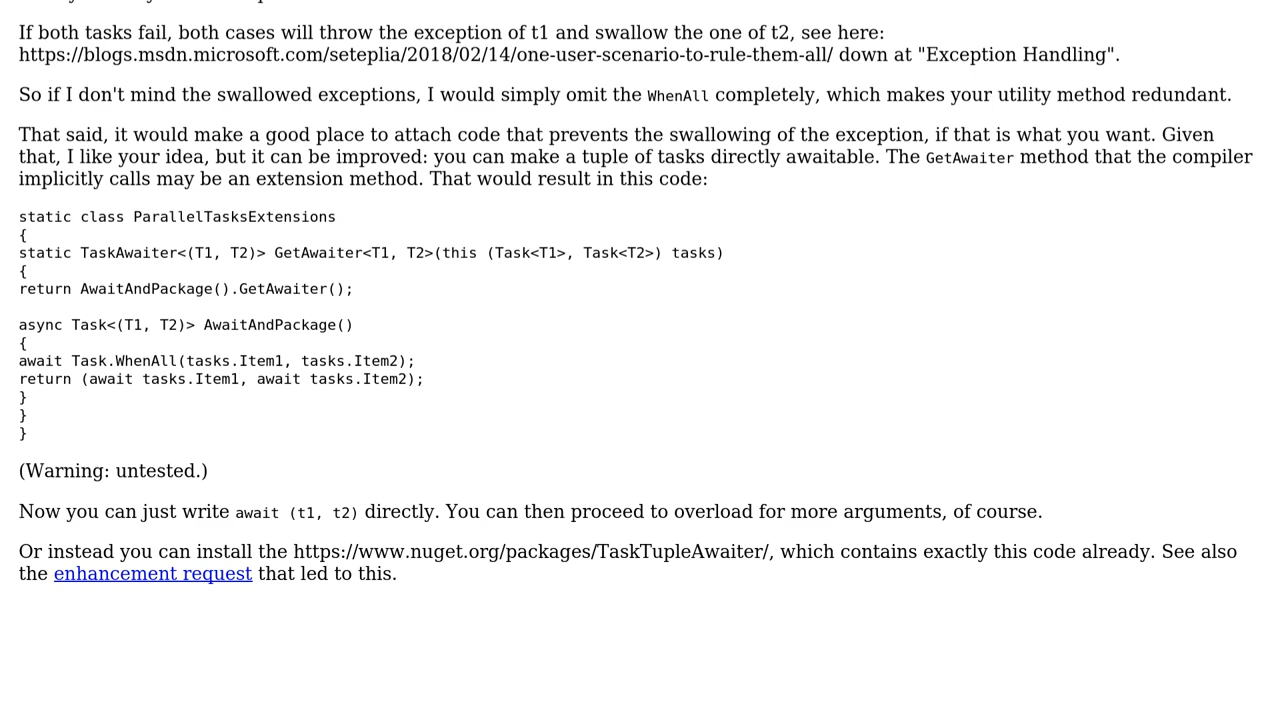 If both tasks fail, both cases will throw the exception of t1 and swallow the one of t2, see here:
https://blogs.msdn.microsoft.com/seteplia/2018/02/14/one-user-scenario-to-rule-them-all/ down at "Exception Handling".
So if I don't mind the swallowed exceptions, I would simply omit the WhenAll completely, which makes your utility method redundant.
That said, it would make a good place to attach code that prevents the swallowing of the exception, if that is what you want. Given
that, I like your idea, but it can be improved: you can make a tuple of tasks directly awaitable. The GetAwaiter method that the compiler
implicitly calls may be an extension method. That would result in this code:
static class ParallelTasksExtensions
{
static TaskAwaiter<(T1, T2)> GetAwaiter<T1, T2>(this (Task<T1>, Task<T2>) tasks)
{
return AwaitAndPackage().GetAwaiter();
async Task<(T1, T2)> AwaitAndPackage()
{
await Task.WhenAll(tasks.Item1, tasks.Item2);
return (await tasks.Item1, await tasks.Item2);
}
}
}
(Warning: untested.)
Now you can just write await (t1, t2) directly. You can then proceed to overload for more arguments, of course.
Or instead you can install the https://www.nuget.org/packages/TaskTupleAwaiter/, which contains exactly this code already. See also
the enhancement request that led to this.